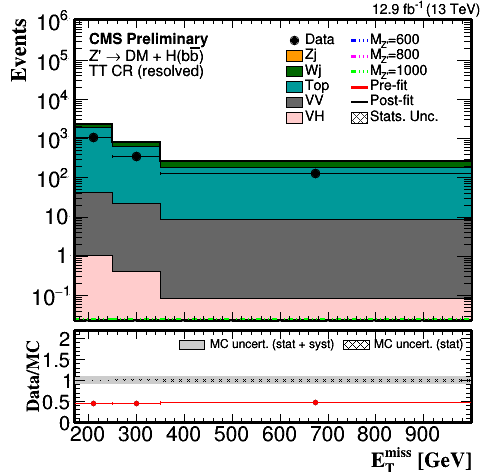 12.9 fb⁻¹ (13 TeV)
CMS Preliminary
Z' → DM + H(bb̅)
TT CR (resolved)
Data
Zj
Wj
Top
VV
VH
M_Z'=600
M_Z'=800
M_Z'=1000
Pre-fit
Post-fit
Stats. Unc.
Events
10⁶
10⁵
10⁴
10³
10²
10
1
10⁻¹
MC uncert. (stat + syst)
MC uncert. (stat)
Data/MC
2
1.5
1
0.5
0
200 300 400 500 600 700 800 900
E_T^miss [GeV]